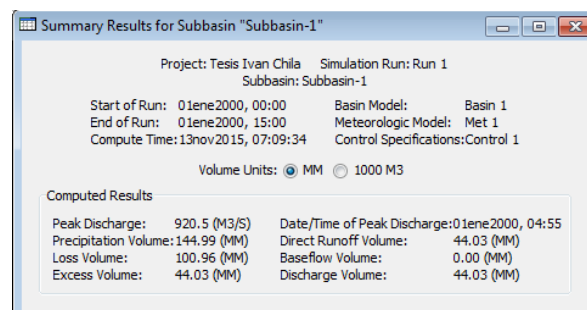 Summary Results for Subbasin "Subbasin-1"
Project: Tesis Ivan Chila Simulation Run: Run 1
Subbasin: Subbasin-1
Start of Run: 01ene2000, 00:00 Basin Model: Basin 1
End of Run: 01ene2000, 15:00 Meteorologic Model: Met 1
Compute Time:13nov2015, 07:09:34 Control Specifications:Control 1
Volume Units: MM 1000 M3
Computed Results
Peak Discharge: 920.5 (M3/S) Date/Time of Peak Discharge:01ene2000, 04:55
Precipitation Volume:144.99 (MM) Direct Runoff Volume: 44.03 (MM)
Loss Volume: 100.96 (MM) Baseflow Volume: 0.00 (MM)
Excess Volume: 44.03 (MM) Discharge Volume: 44.03 (MM)